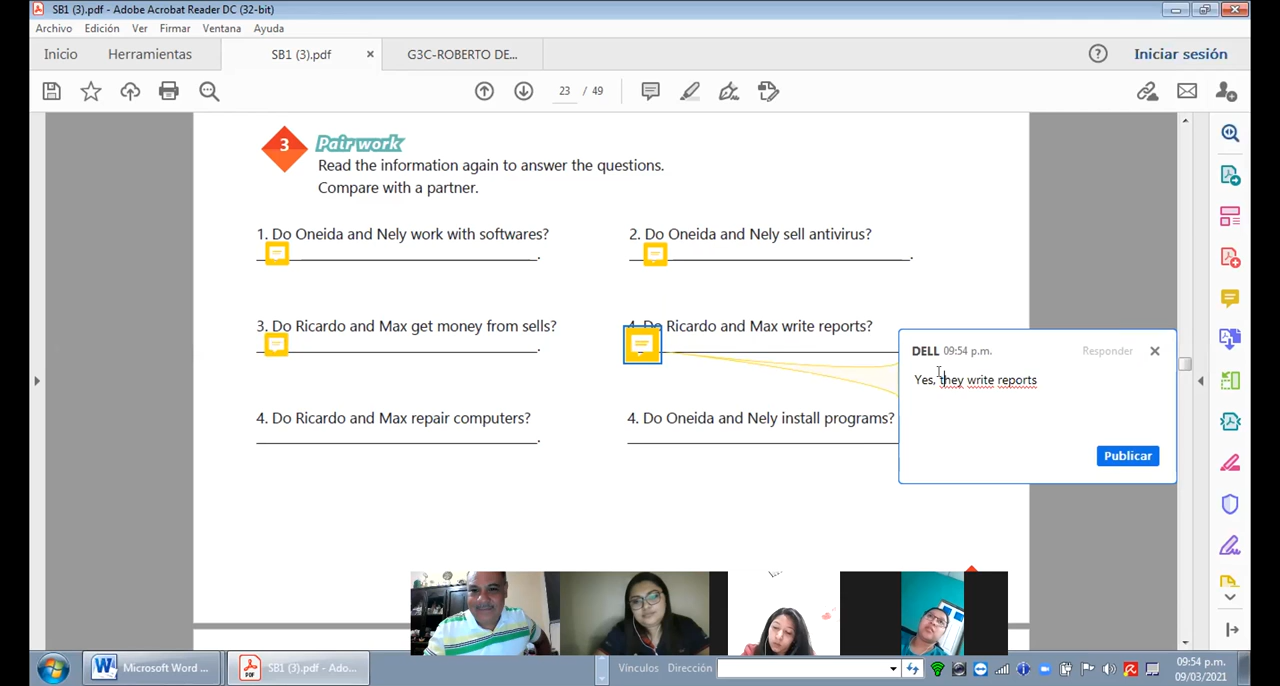 SB1 (3).pdf - Adobe Acrobat Reader DC (32-bit)
Archivo Edición Ver Firmar Ventana Ayuda
Inicio Herramientas SB1 (3).pdf × G3C-ROBERTO DE... ? Iniciar sesión
23 / 49
3 Pair work
Read the information again to answer the questions.
Compare with a partner.
1. Do Oneida and Nely work with softwares?
2. Do Oneida and Nely sell antivirus?
3. Do Ricardo and Max get money from sells?
4. Do Ricardo and Max write reports?
DELL 09:54 p.m. Responder
Yes, they write reports
Publicar
4. Do Ricardo and Max repair computers?
4. Do Oneida and Nely install programs?
Microsoft Word ... SB1 (3).pdf - Ado... Vínculos Dirección 09:54 p.m.
09/03/2021